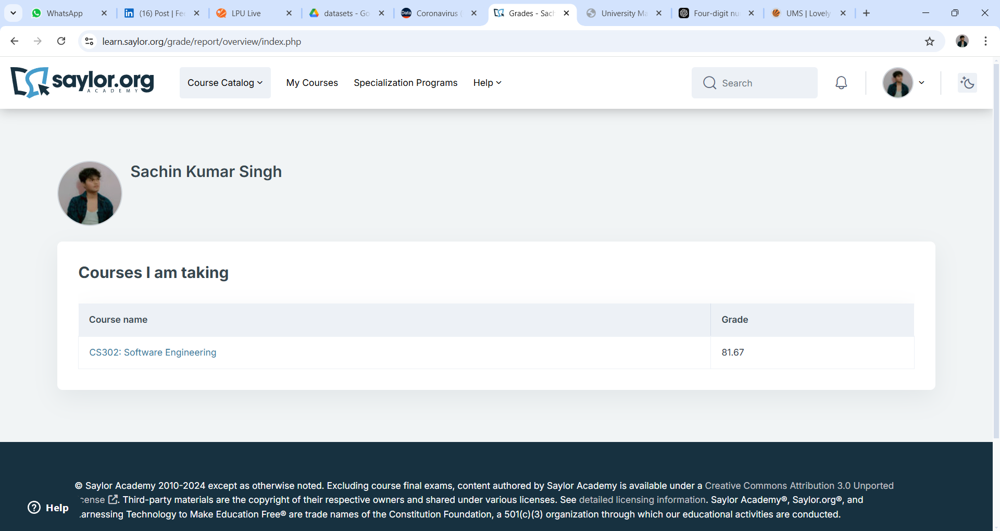 WhatsApp
(16) Post | Fe
LPU Live
datasets - Go
Data
Coronavirus (
Grades - Sach
University Ma
Four-digit nu
UMS | Lovely
learn.saylor.org/grade/report/overview/index.php
saylor.org
ACADEMY
Course Catalog
My Courses
Specialization Programs
Help
Search
Sachin Kumar Singh
Courses I am taking
Course name
Grade
CS302: Software Engineering
81.67
© Saylor Academy 2010-2024 except as otherwise noted. Excluding course final exams, content authored by Saylor Academy is available under a Creative Commons Attribution 3.0 Unported
cense. Third-party materials are the copyright of their respective owners and shared under various licenses. See detailed licensing information. Saylor Academy®, Saylor.org®, and
arnessing Technology to Make Education Free® are trade names of the Constitution Foundation, a 501(c)(3) organization through which our educational activities are conducted.
Help